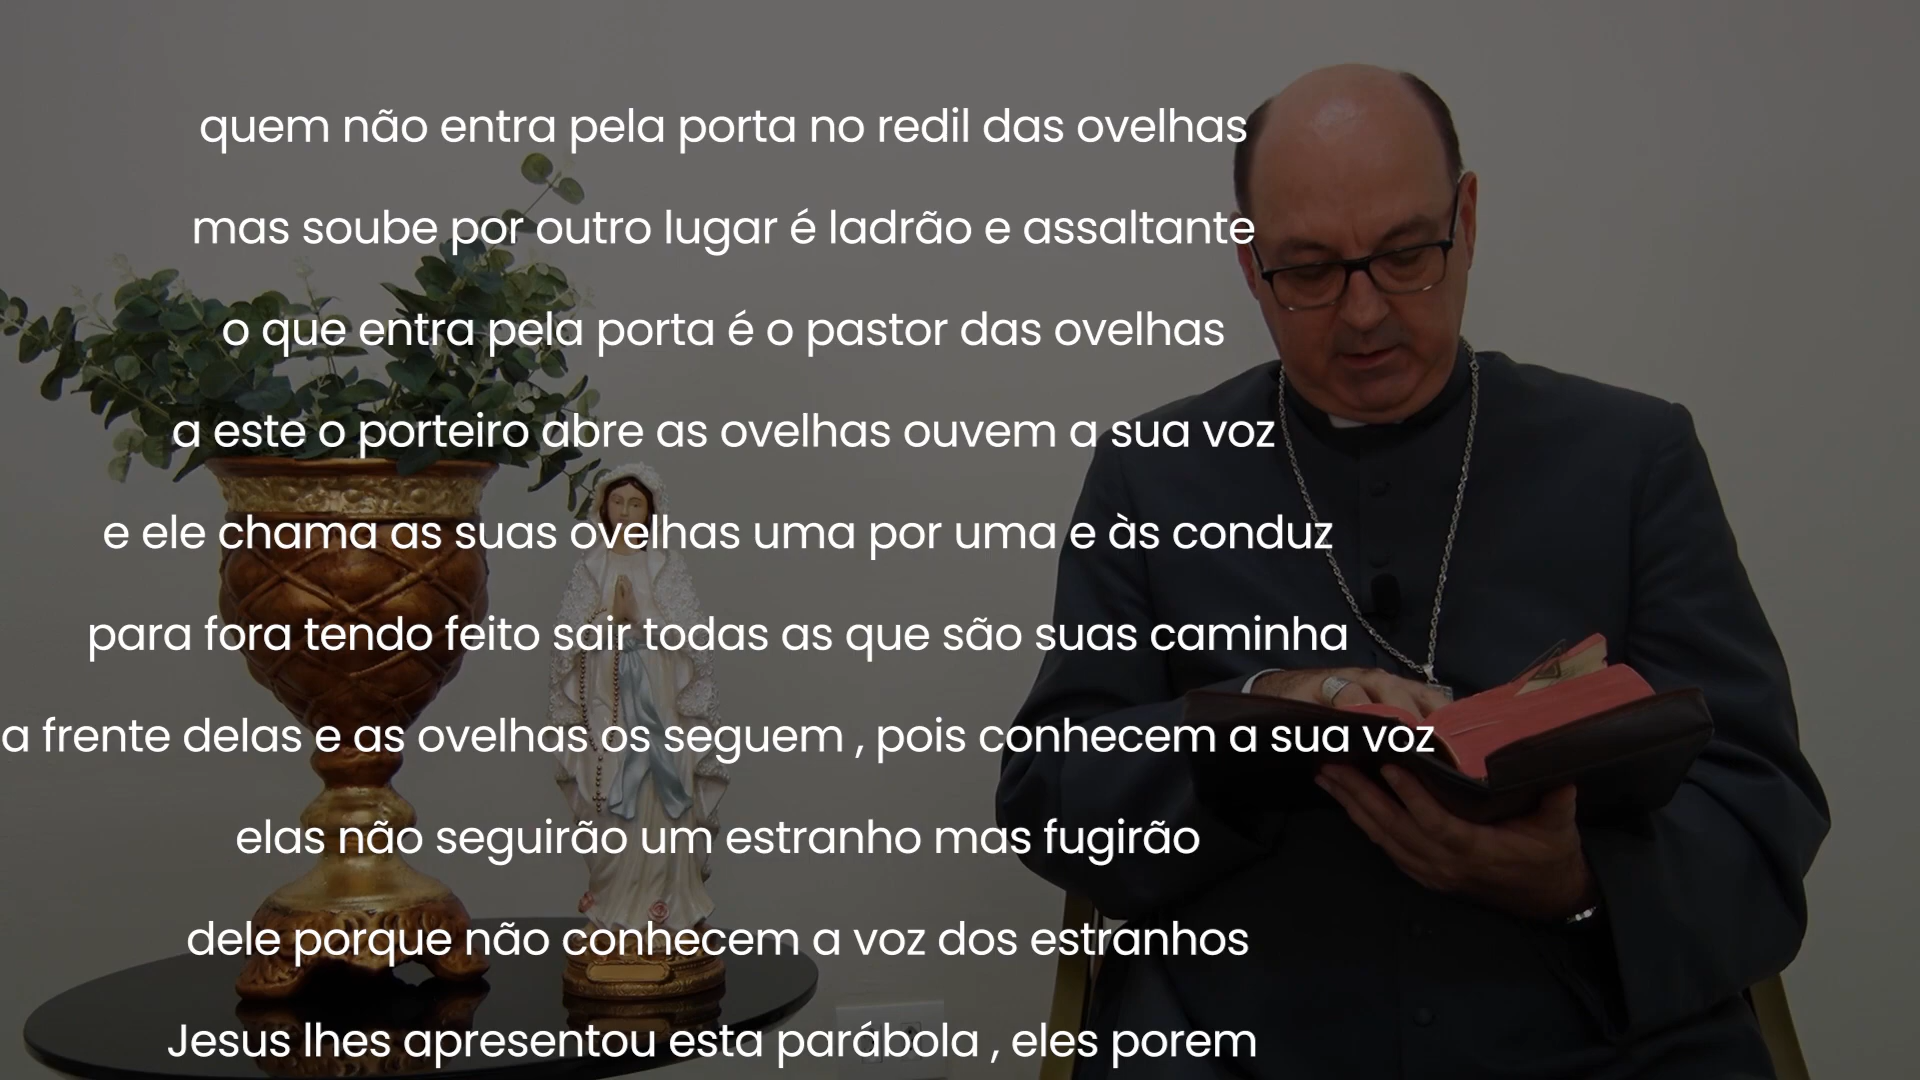 quem não entra pela porta no redil das ovelhas
mas soube por outro lugar é ladrão e assaltante
o que entra pela porta é o pastor das ovelhas
a este o porteiro abre as ovelhas ouvem a sua voz
e ele chama as suas ovelhas uma por uma e às conduz
para fora tendo feito sair todas as que são suas caminha
a frente delas e as ovelhas os seguem , pois conhecem a sua voz
elas não seguirão um estranho mas fugirão
dele porque não conhecem a voz dos estranhos
Jesus lhes apresentou esta parábola , eles porem